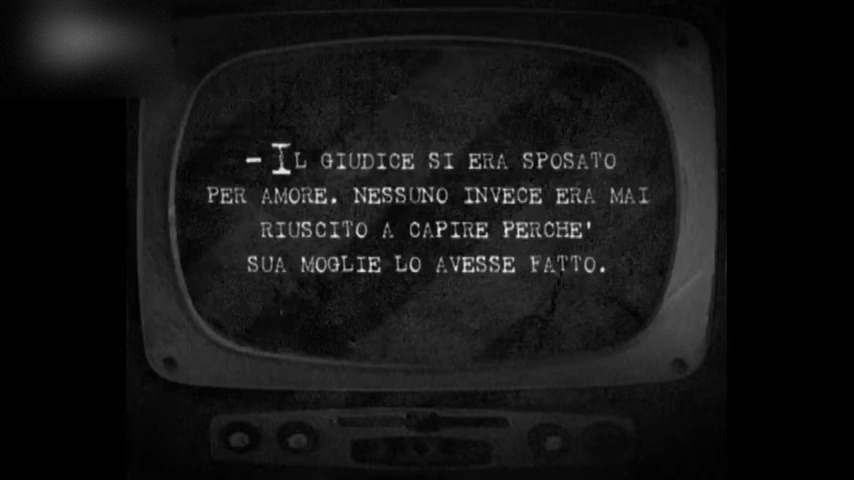 - IL GIUDICE SI ERA SPOSATO
PER AMORE. NESSUNO INVECE ERA MAI
RIUSCITO A CAPIRE PERCHE'
SUA MOGLIE LO AVESSE FATTO.